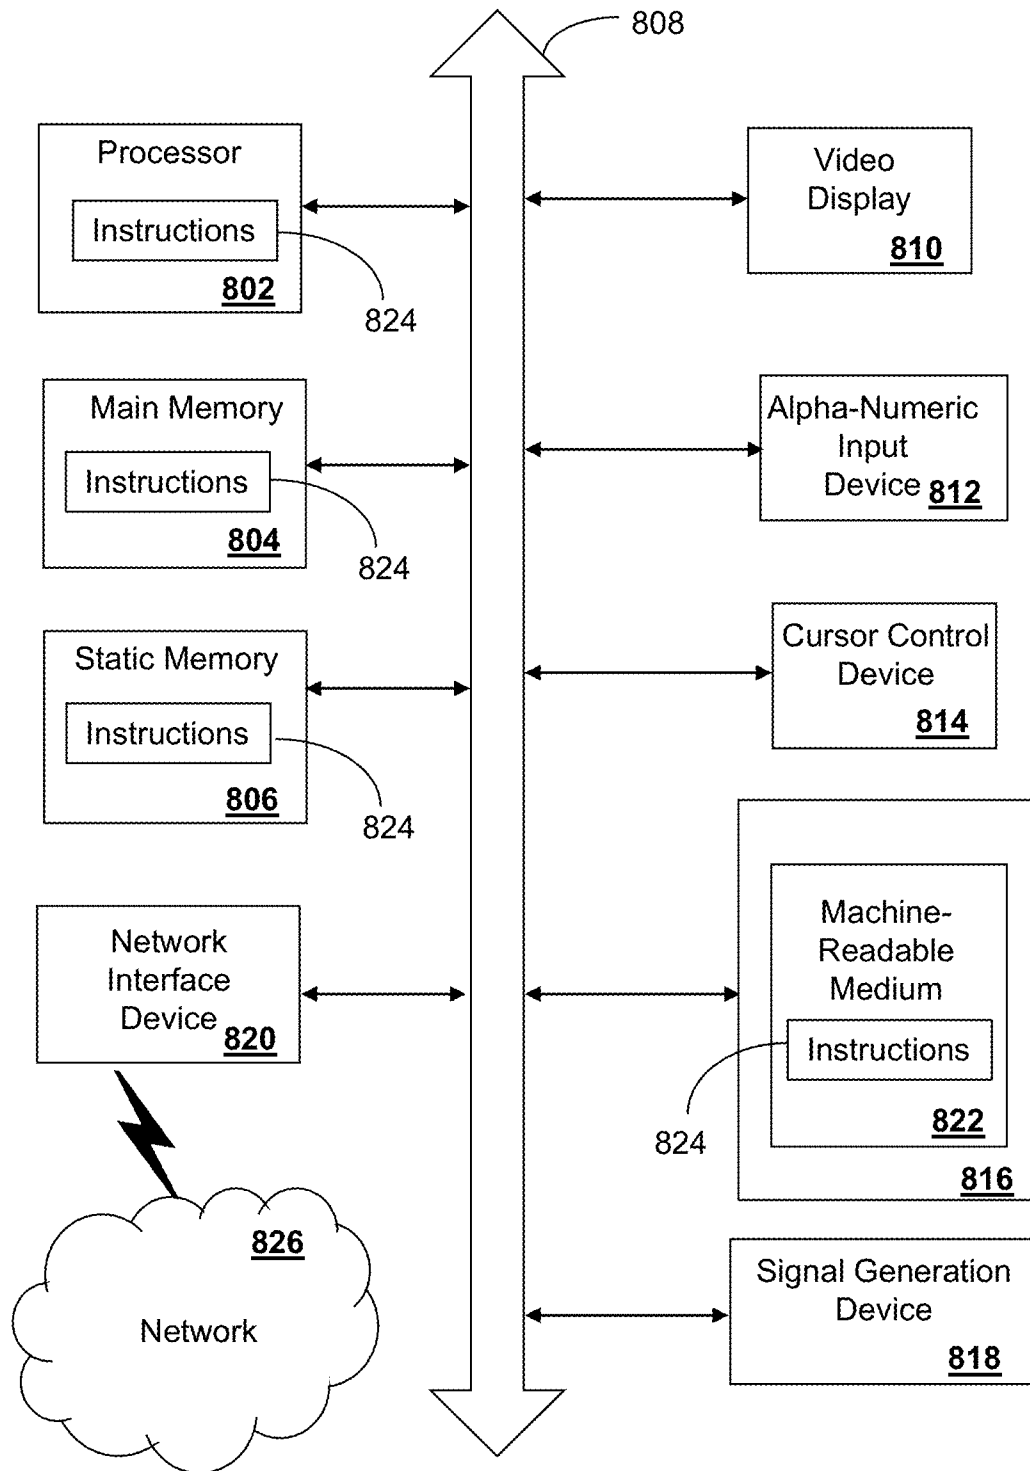 808
Processor
Instructions
802
824
Main Memory
Instructions
804
824
Static Memory
Instructions
806
824
Network
Interface
Device
820
826
Network
Video
Display
810
Alpha-Numeric
Input
Device
812
Cursor Control
Device
814
Machine-
Readable
Medium
Instructions
824
822
816
Signal Generation
Device
818